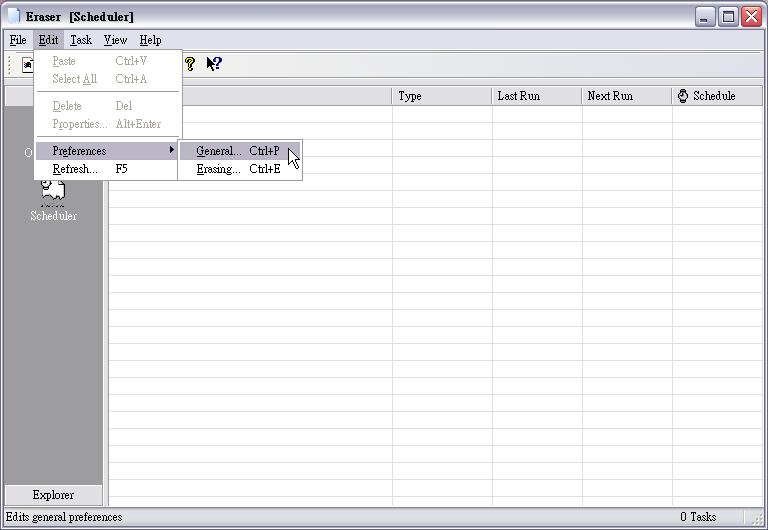 Eraser [Scheduler]
File Edit Task View Help
Paste Ctrl+V
Select All Ctrl+A
Delete Del
Properties... Alt+Enter
Preferences
Refresh... F5
General... Ctrl+P
Erasing... Ctrl+E
Type Last Run Next Run Schedule
O
Scheduler
Explorer
Edits general preferences
0 Tasks